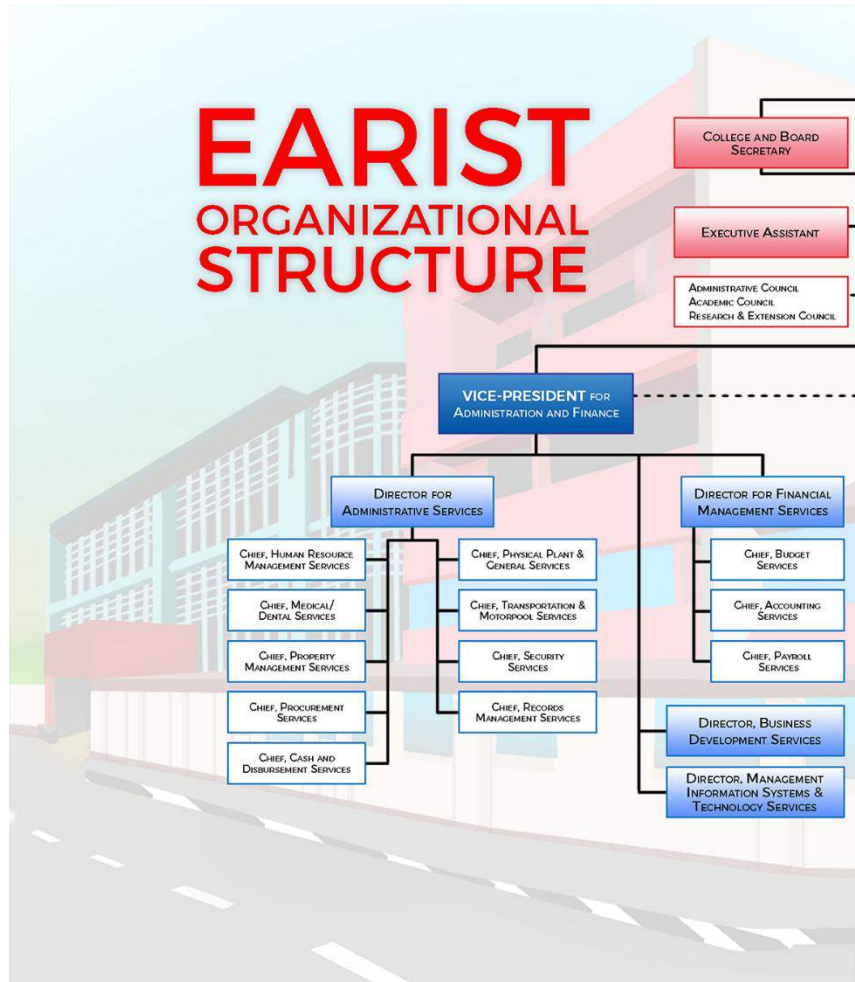 EARIST
ORGANIZATIONAL
STRUCTURE
COLLEGE AND BOARD
SECRETARY
EXECUTIVE ASSISTANT
ADMINISTRATIVE COUNCIL
ACADEMIC COUNCIL
RESEARCH & EXTENSION COUNCIL
VICE-PRESIDENT FOR
ADMINISTRATION AND FINANCE
DIRECTOR FOR
ADMINISTRATIVE SERVICES
CHIEF, HUMAN RESOURCE
MANAGEMENT SERVICES
CHIEF, MEDICAL/
DENTAL SERVICES
CHIEF, PROPERTY
MANAGEMENT SERVICES
CHIEF, PROCUREMENT
SERVICES
CHIEF, CASH AND
DISBURSEMENT SERVICES
CHIEF, PHYSICAL PLANT &
GENERAL SERVICES
CHIEF, TRANSPORTATION &
MOTORPOOL SERVICES
CHIEF, SECURITY
SERVICES
CHIEF, RECORDS
MANAGEMENT SERVICES
DIRECTOR FOR FINANCIAL
MANAGEMENT SERVICES
CHIEF, BUDGET
SERVICES
CHIEF, ACCOUNTING
SERVICES
CHIEF, PAYROLL
SERVICES
DIRECTOR, BUSINESS
DEVELOPMENT SERVICES
DIRECTOR, MANAGEMENT
INFORMATION SYSTEMS &
TECHNOLOGY SERVICES